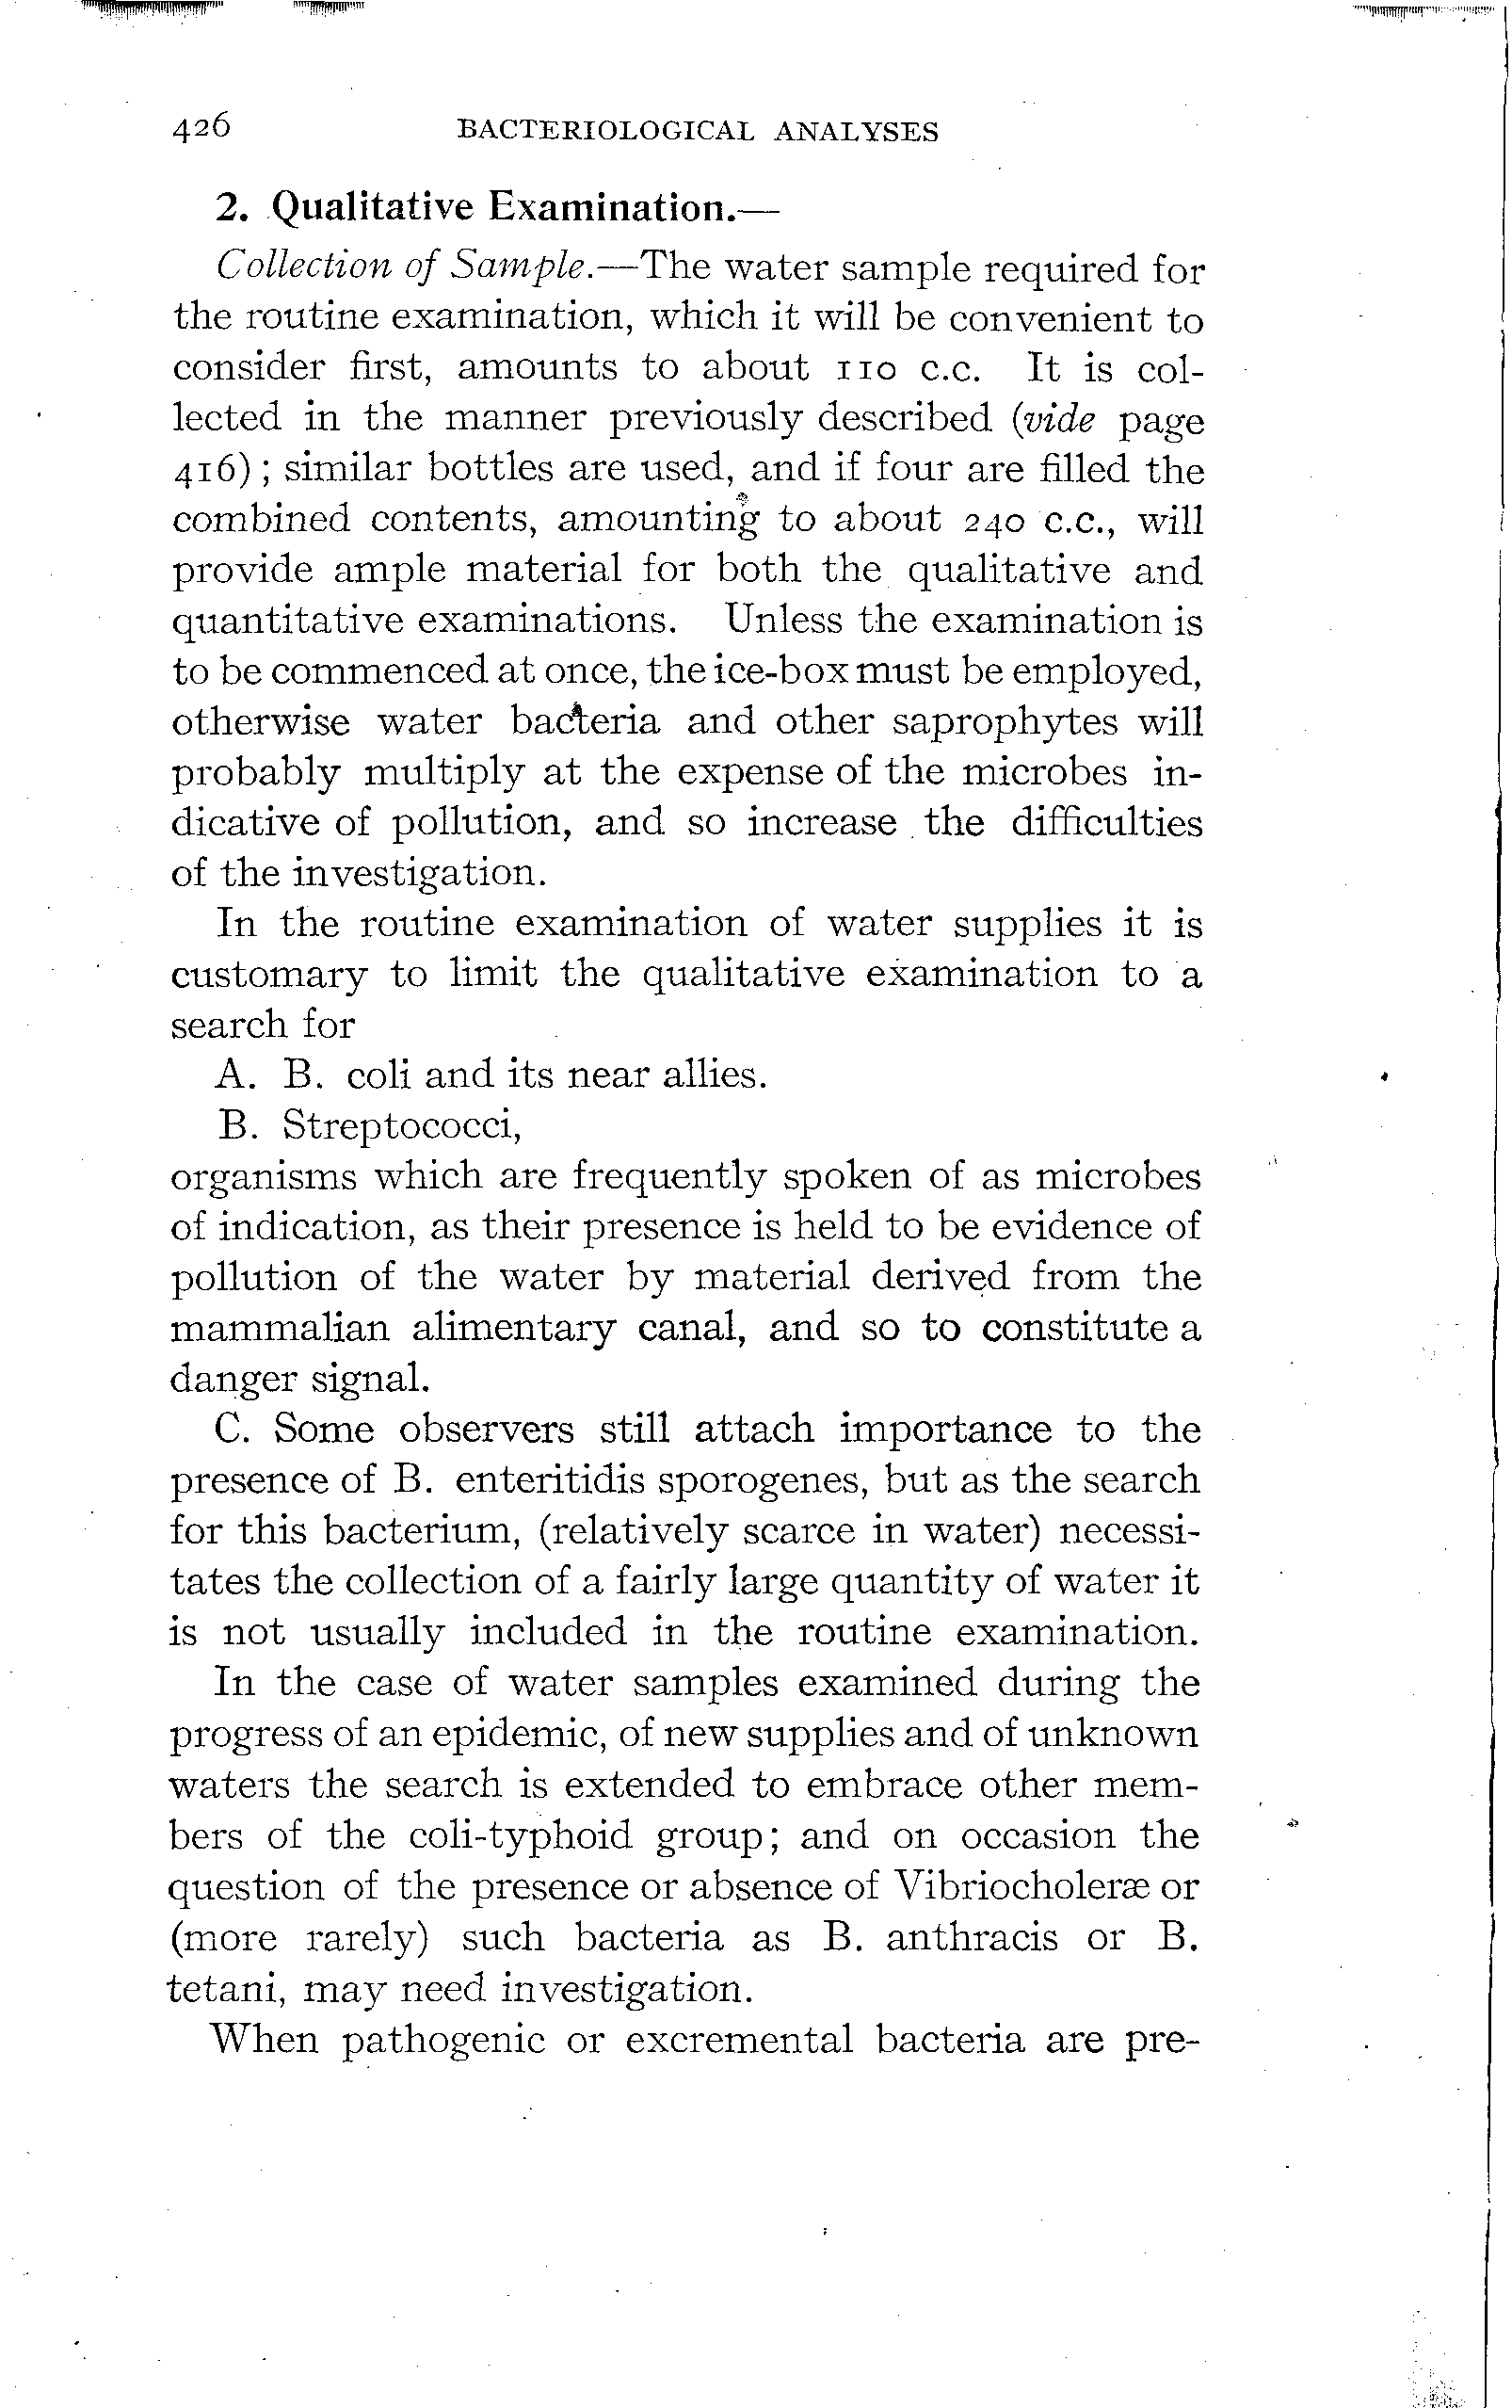 426 BACTERIOLOGICAL ANALYSES
2. Qualitative Examination.—
Collection of Sample.—The water sample required for
the routine examination, which it will be convenient to
consider first, amounts to about 110 c.c. It is col-
lected in the manner previously described (vide page
416) ; similar bottles are used, and if four are filled the
combined contents, amounting to about 240 c.c., will
provide ample material for both the qualitative and
quantitative examinations. Unless the examination is
to be commenced at once, the ice-box must be employed,
otherwise water bacteria and other saprophytes will
probably multiply at the expense of the microbes in-
dicative of pollution, and so increase the difficulties
of the investigation.
In the routine examination of water supplies it is
customary to limit the qualitative examination to a
search for
A. B. coli and its near allies.
B. Streptococci,
organisms which are frequently spoken of as microbes
of indication, as their presence is held to be evidence of
pollution of the water by material derived from the
mammalian alimentary canal, and so to constitute a
danger signal.
C. Some observers still attach importance to the
presence of B. enteritidis sporogenes, but as the search
for this bacterium, (relatively scarce in water) necessi-
tates the collection of a fairly large quantity of water it
is not usually included in the routine examination.
In the case of water samples examined during the
progress of an epidemic, of new supplies and of unknown
waters the search is extended to embrace other mem-
bers of the coli-typhoid group; and on occasion the
question of the presence or absence of Vibriocholeræ or
(more rarely) such bacteria as B. anthracis or B.
tetani, may need investigation.
When pathogenic or excremental bacteria are pre-